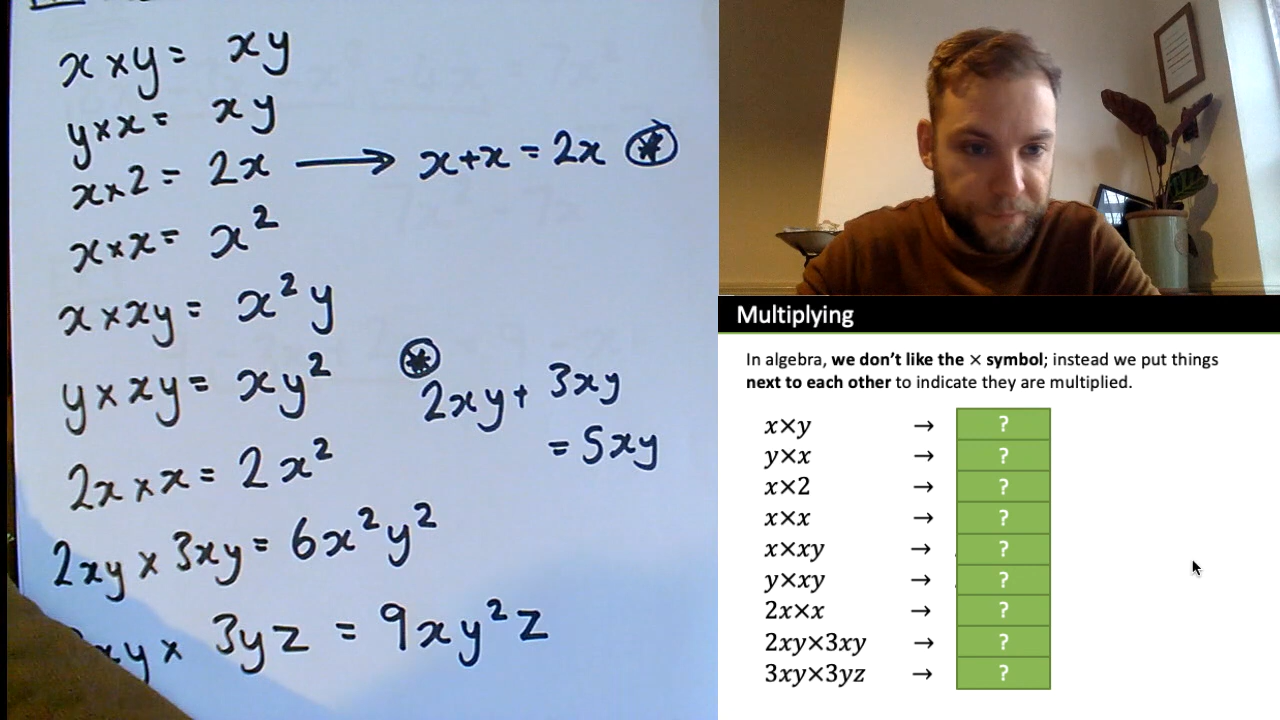 x×y= xy
y×x= xy
x×2= 2x → x+x=2x *
x×x= x²
x×xy= x²y
y×xy= xy²
*
2xy+ 3xy
= 5xy
2x×x= 2x²
2xy×3xy= 6x²y²
xy× 3yz = 9xy²z
Multiplying
In algebra, we don’t like the × symbol; instead we put things
next to each other to indicate they are multiplied.
x×y → ?
y×x → ?
x×2 → ?
x×x → ?
x×xy → ?
y×xy → ?
2x×x → ?
2xy×3xy → ?
3xy×3yz → ?